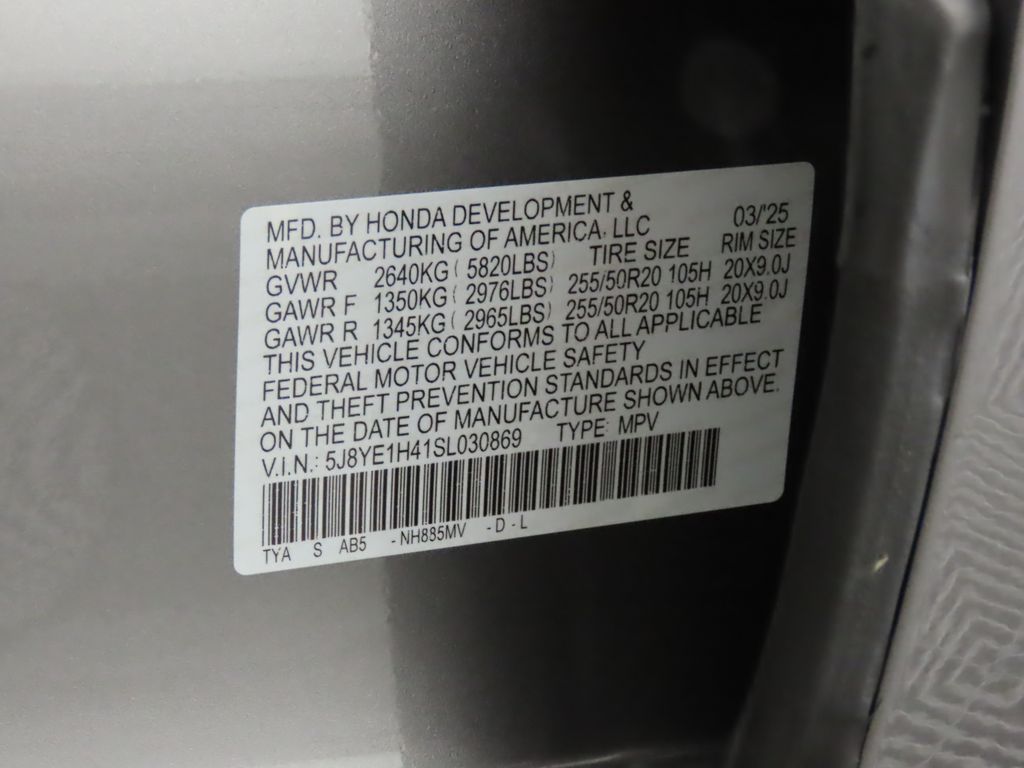 MFD. BY HONDA DEVELOPMENT &
MANUFACTURING OF AMERICA, LLC 03/'25
GVWR 2640KG ( 5820LBS) TIRE SIZE RIM SIZE
GAWR F 1350KG ( 2976LBS) 255/50R20 105H 20X9.0J
GAWR R 1345KG ( 2965LBS) 255/50R20 105H 20X9.0J
THIS VEHICLE CONFORMS TO ALL APPLICABLE
FEDERAL MOTOR VEHICLE SAFETY
AND THEFT PREVENTION STANDARDS IN EFFECT
ON THE DATE OF MANUFACTURE SHOWN ABOVE.
V.I.N.: 5J8YE1H41SL030869 TYPE: MPV
TYA S AB5 -NH885MV -D-L